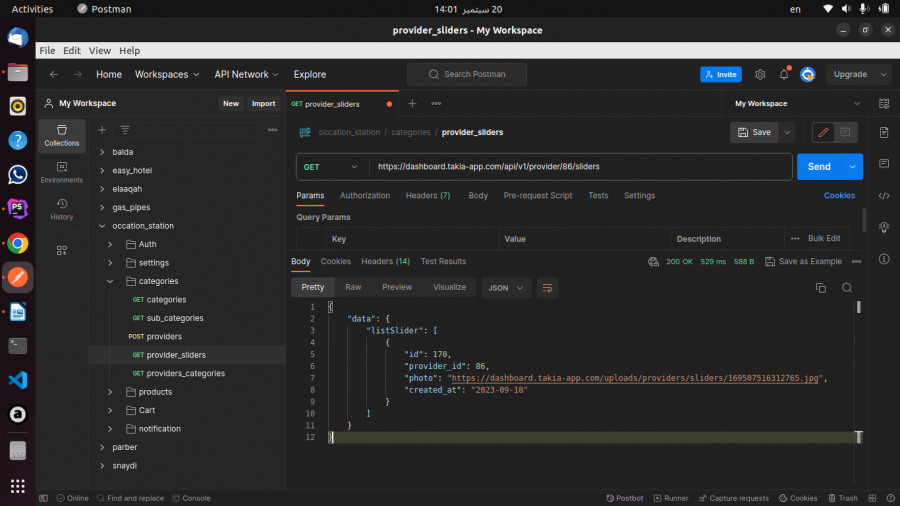 Activities
Postman
20 سبتمبر 14:01
en
provider_sliders - My Workspace
File Edit View Help
Home Workspaces API Network Explore
Search Postman
Invite
Upgrade
My Workspace
New Import
GET provider_sliders
My Workspace
Collections
Environments
History
balda
easy_hotel
elaaqah
gas_pipes
occation_station
Auth
settings
categories
GET categories
GET sub_categories
POST providers
GET provider_sliders
GET providers_categories
products
Cart
notification
parber
snaydi
occation_station / categories / provider_sliders
Save
GET https://dashboard.takia-app.com/api/v1/provider/86/sliders
Send
Params Authorization Headers (7) Body Pre-request Script Tests Settings
Cookies
Query Params
Key Value Description Bulk Edit
Body Cookies Headers (14) Test Results
200 OK 529 ms 588 B Save as Example
Pretty Raw Preview Visualize JSON
1 {
2 "data": {
3 "listSlider": [
4 {
5 "id": 170,
6 "provider_id": 86,
7 "photo": "https://dashboard.takia-app.com/uploads/providers/sliders/169507516312765.jpg",
8 "created_at": "2023-09-18"
9 }
10 ]
11 }
12 }
Online Find and replace Console
Postbot Runner Capture requests Cookies Trash